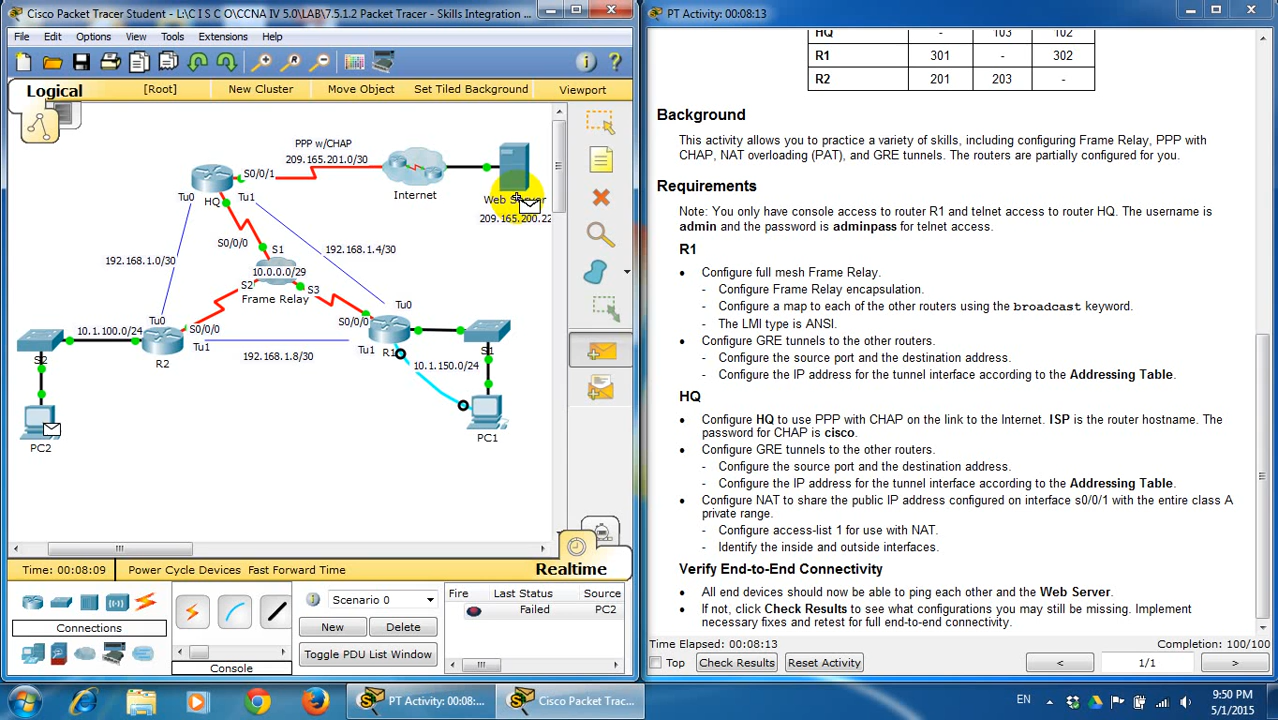 Cisco Packet Tracer Student - L:\C I S C O\CCNA IV 5.0\LAB\7.5.1.2 Packet Tracer - Skills Integration ...
File Edit Options View Tools Extensions Help
Logical [Root] New Cluster Move Object Set Tiled Background Viewport
PPP w/CHAP
209.165.201.0/30
S0/0/1
Internet
Web Server
209.165.200.22
Tu0 HQ Tu1
S0/0/0 S1
192.168.1.4/30
192.168.1.0/30
10.0.0.0/29
S2 S3
Frame Relay
Tu0
Tu0
10.1.100.0/24 S0/0/0
S0/0/0
S2 R2 Tu1
192.168.1.8/30
Tu1 R1
S1
10.1.150.0/24
PC2
PC1
Realtime
Time: 00:08:09 Power Cycle Devices Fast Forward Time
Connections
Console
Scenario 0
New Delete
Toggle PDU List Window
Fire Last Status Source
Failed PC2
PT Activity: 00:08:13
HQ - 103 102
R1 301 - 302
R2 201 203 -
Background
This activity allows you to practice a variety of skills, including configuring Frame Relay, PPP with
CHAP, NAT overloading (PAT), and GRE tunnels. The routers are partially configured for you.
Requirements
Note: You only have console access to router R1 and telnet access to router HQ. The username is
admin and the password is adminpass for telnet access.
R1
• Configure full mesh Frame Relay.
- Configure Frame Relay encapsulation.
- Configure a map to each of the other routers using the broadcast keyword.
- The LMI type is ANSI.
• Configure GRE tunnels to the other routers.
- Configure the source port and the destination address.
- Configure the IP address for the tunnel interface according to the Addressing Table.
HQ
• Configure HQ to use PPP with CHAP on the link to the Internet. ISP is the router hostname. The
password for CHAP is cisco.
• Configure GRE tunnels to the other routers.
- Configure the source port and the destination address.
- Configure the IP address for the tunnel interface according to the Addressing Table.
• Configure NAT to share the public IP address configured on interface s0/0/1 with the entire class A
private range.
- Configure access-list 1 for use with NAT.
- Identify the inside and outside interfaces.
Verify End-to-End Connectivity
• All end devices should now be able to ping each other and the Web Server.
• If not, click Check Results to see what configurations you may still be missing. Implement
necessary fixes and retest for full end-to-end connectivity.
Time Elapsed: 00:08:13 Completion: 100/100
Top Check Results Reset Activity < 1/1 >
PT Activity: 00:08:... Cisco Packet Tracer ...
EN
9:50 PM
5/1/2015